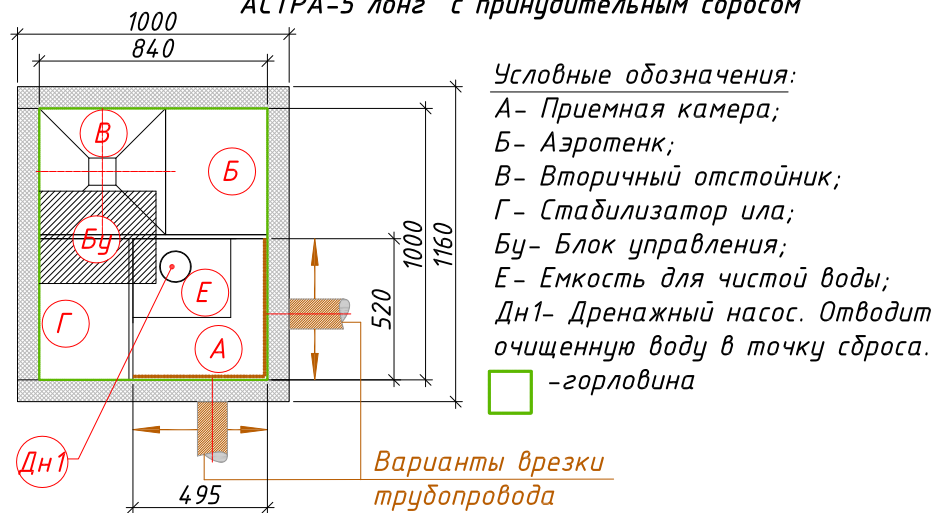 АСТРА-5 лонг с принудительным сбросом
1000
840
Условные обозначения:
А- Приемная камера;
Б- Аэротенк;
В- Вторичный отстойник;
Г- Стабилизатор ила;
Бу- Блок управления;
Е- Емкость для чистой воды;
Дн1- Дренажный насос. Отводит
очищенную воду в точку сброса.
-горловина
В
Б
Бу
Е
Г
А
Дн1
1000
1160
520
495
Варианты врезки
трубопровода